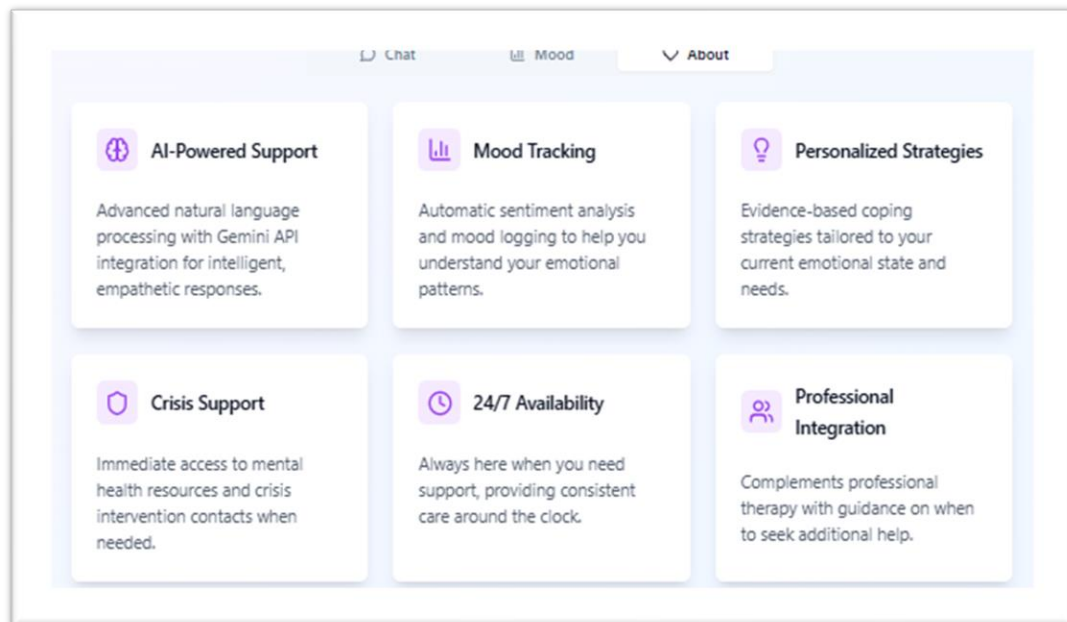 Chat Mood About
AI-Powered Support
Advanced natural language
processing with Gemini API
integration for intelligent,
empathetic responses.
Mood Tracking
Automatic sentiment analysis
and mood logging to help you
understand your emotional
patterns.
Personalized Strategies
Evidence-based coping
strategies tailored to your
current emotional state and
needs.
Crisis Support
Immediate access to mental
health resources and crisis
intervention contacts when
needed.
24/7 Availability
Always here when you need
support, providing consistent
care around the clock.
Professional
Integration
Complements professional
therapy with guidance on when
to seek additional help.